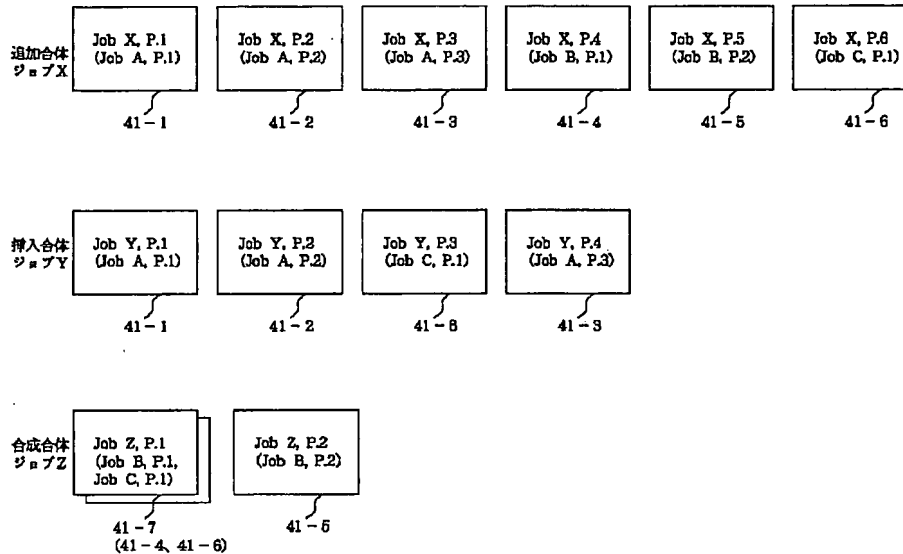 追加合体
ジョブX
Job X, P.1
(Job A, P.1)
41-1
Job X, P.2
(Job A, P.2)
41-2
Job X, P.3
(Job A, P.3)
41-3
Job X, P.4
(Job B, P.1)
41-4
Job X, P.5
(Job B, P.2)
41-5
Job X, P.6
(Job C, P.1)
41-6
挿入合体
ジョブY
Job Y, P.1
(Job A, P.1)
41-1
Job Y, P.2
(Job A, P.2)
41-2
Job Y, P.3
(Job C, P.1)
41-6
Job Y, P.4
(Job A, P.3)
41-3
合成合体
ジョブZ
Job Z, P.1
(Job B, P.1,
Job C, P.1)
41-7
(41-4、41-6)
Job Z, P.2
(Job B, P.2)
41-5